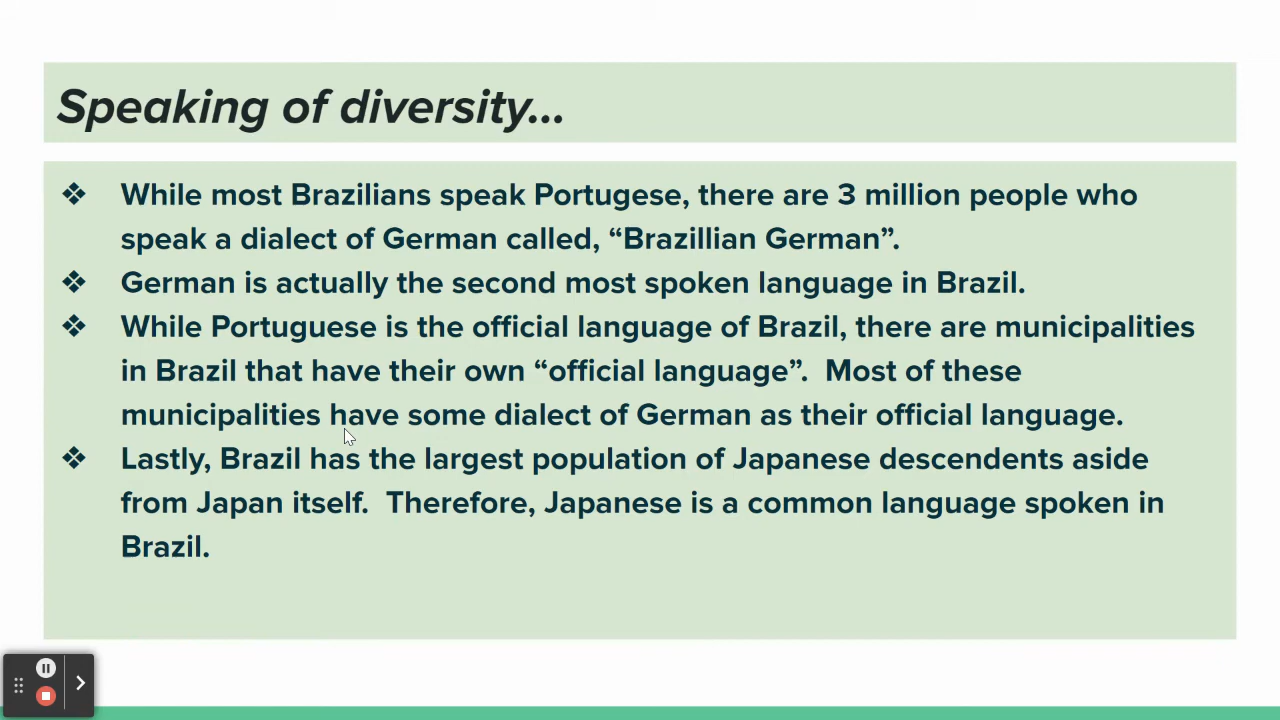 Speaking of diversity...
❖ While most Brazilians speak Portugese, there are 3 million people who
speak a dialect of German called, “Brazillian German”.
❖ German is actually the second most spoken language in Brazil.
❖ While Portuguese is the official language of Brazil, there are municipalities
in Brazil that have their own “official language”.  Most of these
municipalities have some dialect of German as their official language.
❖ Lastly, Brazil has the largest population of Japanese descendents aside
from Japan itself.  Therefore, Japanese is a common language spoken in
Brazil.